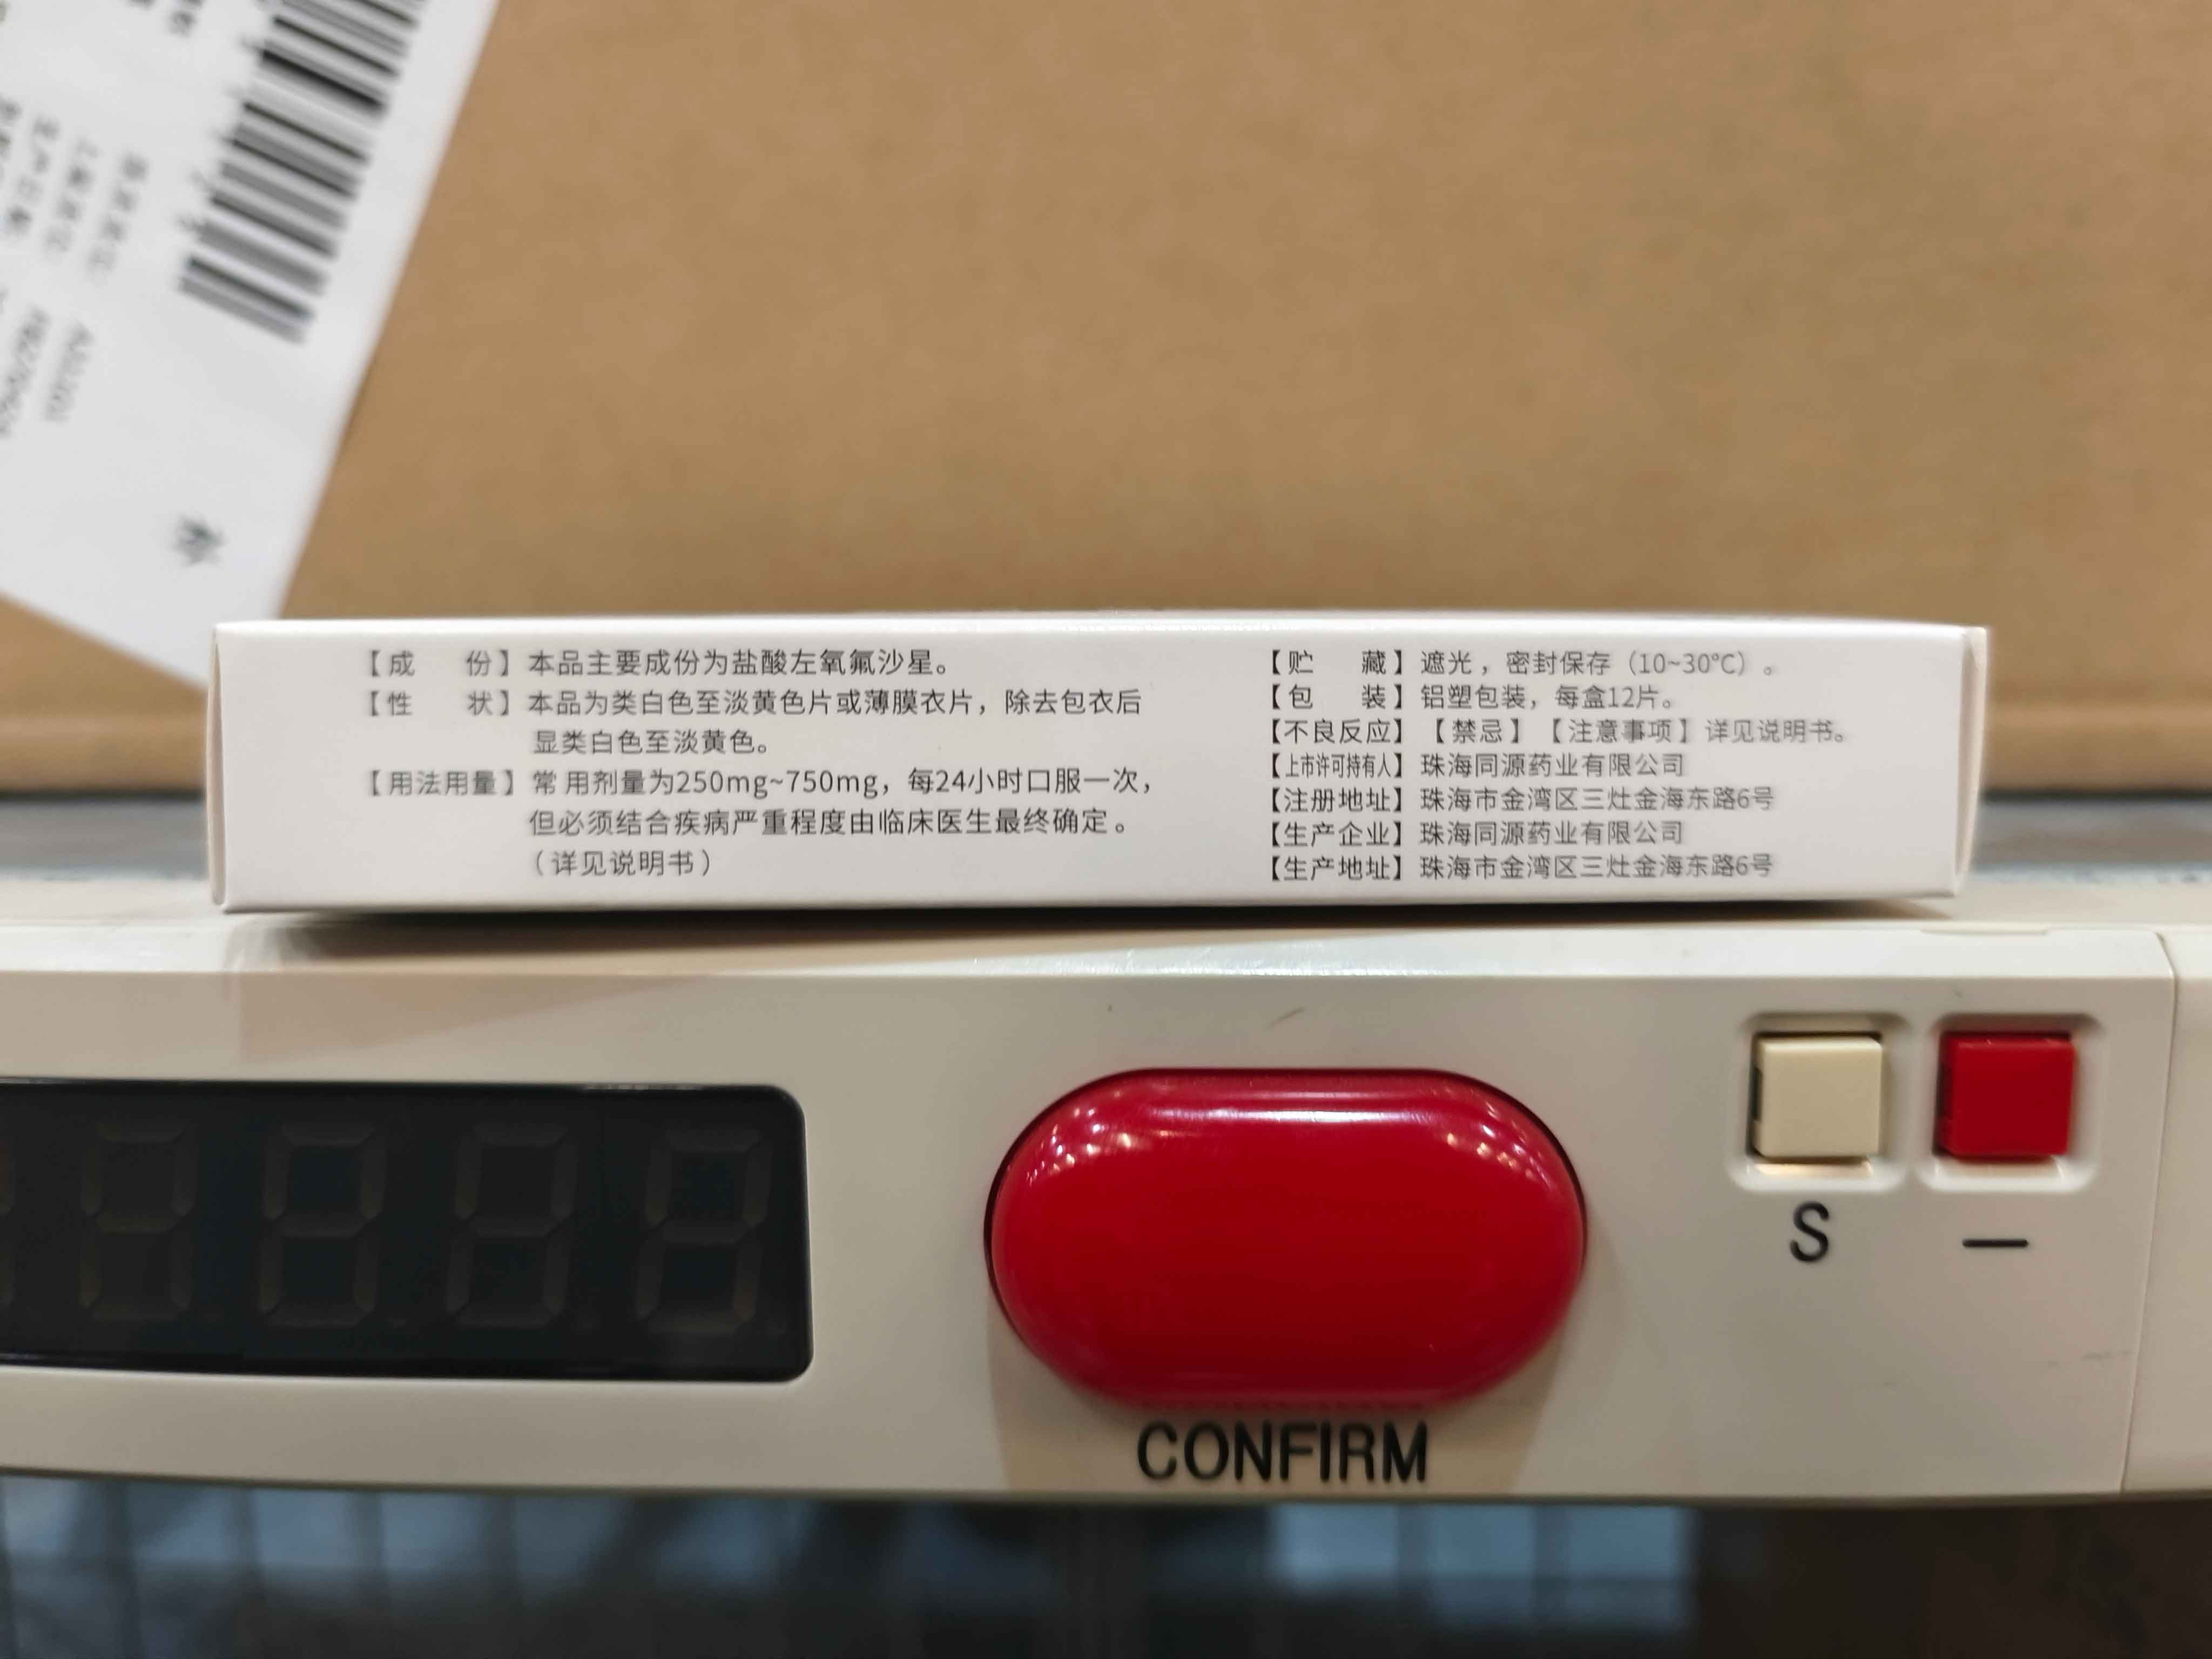 【成 份】本品主要成份为盐酸左氧氟沙星。
【性 状】本品为类白色至淡黄色片或薄膜衣片，除去包衣后
显类白色至淡黄色。
【用法用量】常用剂量为250mg~750mg，每24小时口服一次，
但必须结合疾病严重程度由临床医生最终确定。
（详见说明书）
【贮 藏】遮光，密封保存（10~30℃）。
【包 装】铝塑包装，每盒12片。
【不良反应】【禁忌】【注意事项】详见说明书。
【上市许可持有人】珠海同源药业有限公司
【注册地址】珠海市金湾区三灶金海东路6号
【生产企业】珠海同源药业有限公司
【生产地址】珠海市金湾区三灶金海东路6号
S
—
CONFIRM